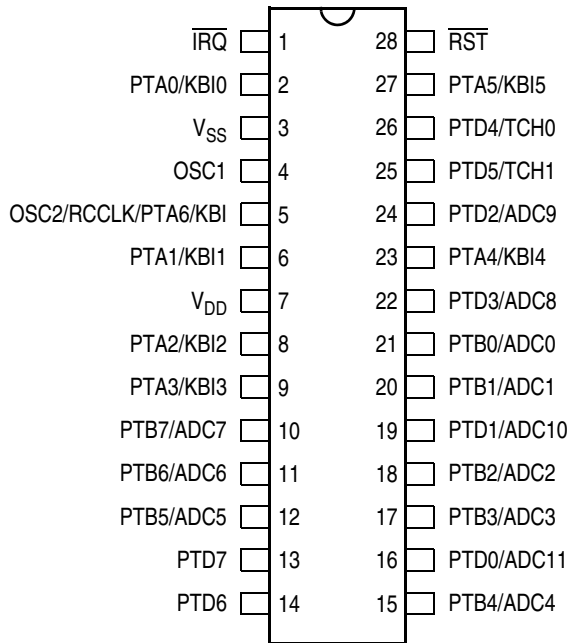 IRQ 1 28 RST
PTA0/KBI0 2 27 PTA5/KBI5
VSS 3 26 PTD4/TCH0
OSC1 4 25 PTD5/TCH1
OSC2/RCCLK/PTA6/KBI 5 24 PTD2/ADC9
PTA1/KBI1 6 23 PTA4/KBI4
VDD 7 22 PTD3/ADC8
PTA2/KBI2 8 21 PTB0/ADC0
PTA3/KBI3 9 20 PTB1/ADC1
PTB7/ADC7 10 19 PTD1/ADC10
PTB6/ADC6 11 18 PTB2/ADC2
PTB5/ADC5 12 17 PTB3/ADC3
PTD7 13 16 PTD0/ADC11
PTD6 14 15 PTB4/ADC4